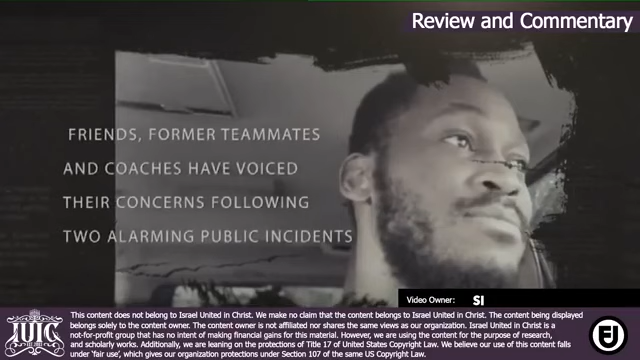 Review and Commentary
FRIENDS, FORMER TEAMMATES
AND COACHES HAVE VOICED
THEIR CONCERNS FOLLOWING
TWO ALARMING PUBLIC INCIDENTS
Video Owner: SI
IUIC
This content does not belong to Israel United in Christ. We make no claim that the content belongs to Israel United in Christ. The content being displayed
belongs solely to the content owner. The content owner is not affiliated nor shares the same views as our organization. Israel United in Christ is a
not-for-profit group that has no intent of making financial gains for this material. However, we are using the content for the purpose of research,
and scholarly works. Additionally, we are leaning on the protections of Title 17 of United States Copyright Law. We believe our use of this content falls
under 'fair use', which gives our organization protections under Section 107 of the same US Copyright Law.